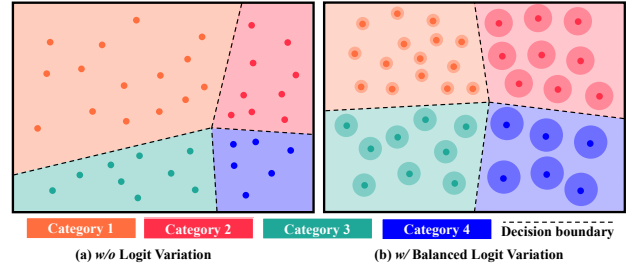 Category 1 Category 2 Category 3 Category 4 Decision boundary
(a) w/o Logit Variation (b) w/ Balanced Logit Variation